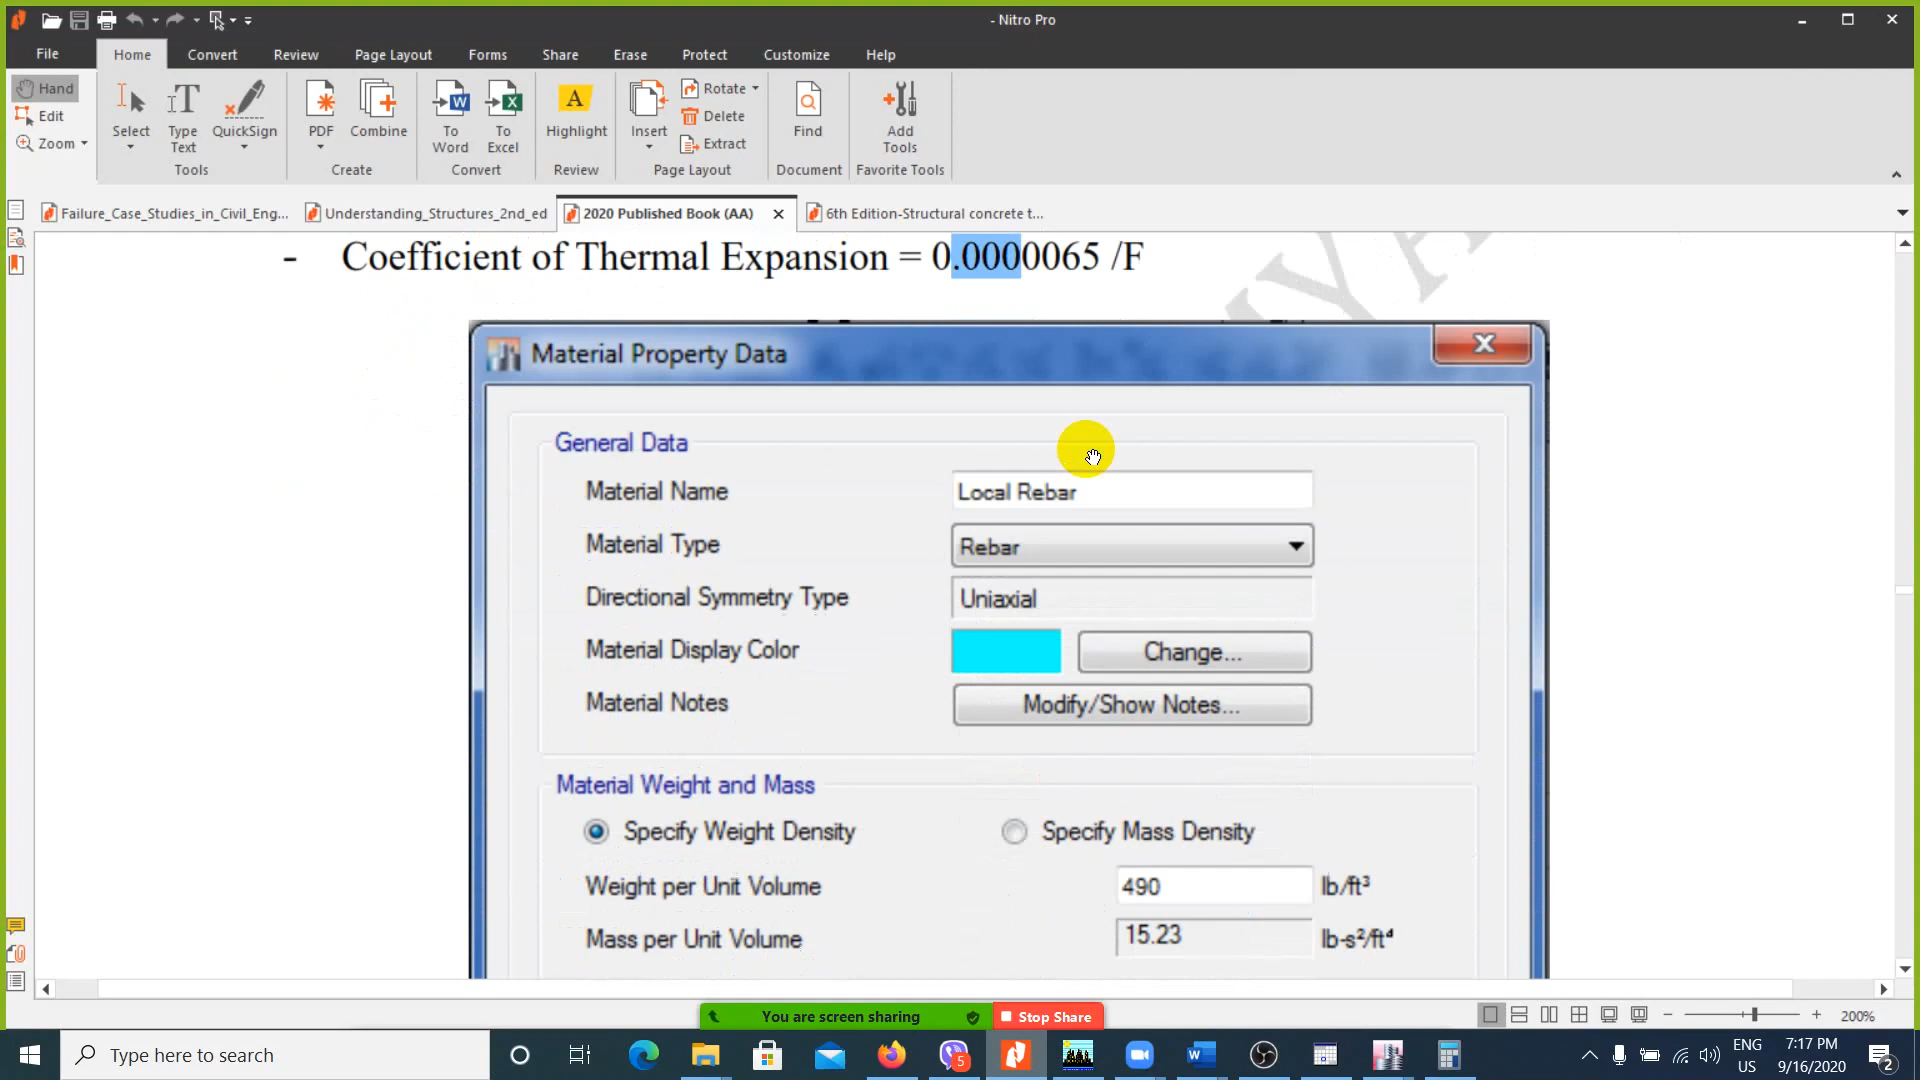 - Nitro Pro
File Home Convert Review Page Layout Forms Share Erase Protect Customize Help
Hand
Edit
Zoom
Select
Type Text
QuickSign
Tools
PDF
Combine
Create
To Word
To Excel
Convert
Highlight
Review
Insert
Rotate
Delete
Extract
Page Layout
Find
Document
Add Tools
Favorite Tools
Failure_Case_Studies_in_Civil_Eng...
Understanding_Structures_2nd_ed
2020 Published Book (AA)
6th Edition-Structural concrete t...
- Coefficient of Thermal Expansion = 0.0000065 /F
Material Property Data
General Data
Material Name Local Rebar
Material Type Rebar
Directional Symmetry Type Uniaxial
Material Display Color Change...
Material Notes Modify/Show Notes...
Material Weight and Mass
Specify Weight Density Specify Mass Density
Weight per Unit Volume 490 lb/ft³
Mass per Unit Volume 15.23 lb-s²/ft⁴
You are screen sharing Stop Share
200%
Type here to search
5
ENG
US
7:17 PM
9/16/2020
2